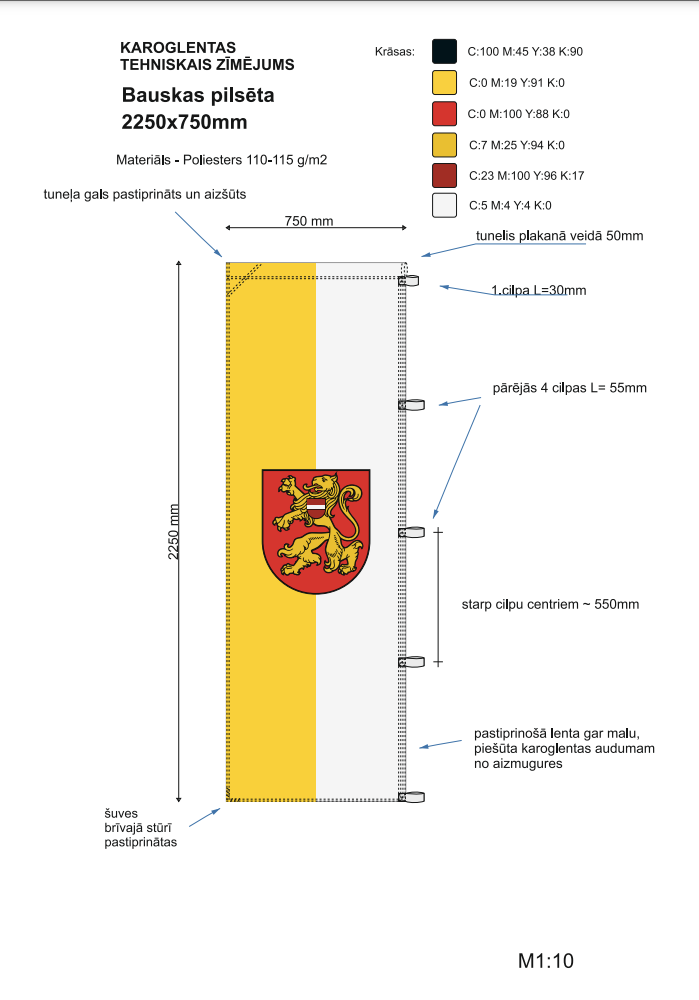 KAROGLENTAS
TEHNISKAIS ZĪMĒJUMS
Bauskas pilsēta
2250x750mm
Materiāls - Poliesters 110-115 g/m2
Krāsas:
C:100 M:45 Y:38 K:90
C:0 M:19 Y:91 K:0
C:0 M:100 Y:88 K:0
C:7 M:25 Y:94 K:0
C:23 M:100 Y:96 K:17
C:5 M:4 Y:4 K:0
tuneļa gals pastiprināts un aizšūts
750 mm
tunelis plakanā veidā 50mm
1.cilpa L=30mm
pārējās 4 cilpas L= 55mm
2250 mm
starp cilpu centriem ~ 550mm
pastiprinošā lenta gar malu,
piešūta karoglentas audumam
no aizmugures
šuves
brīvajā stūrī
pastiprinātas
M1:10